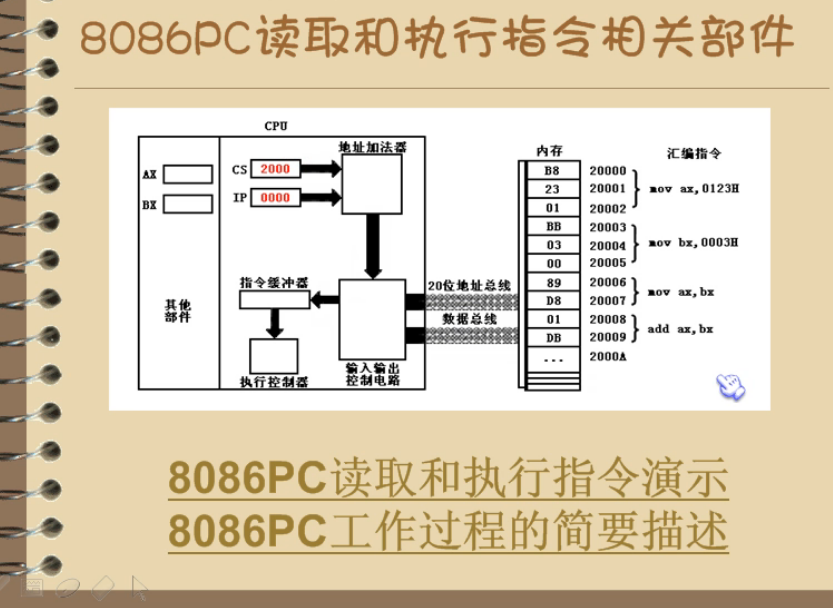 8086PC读取和执行指令相关部件
CPU
地址加法器
AX
BX
CS 2000
IP 0000
指令缓冲器
其他
部件
执行控制器
输入输出
控制电路
20位地址总线
数据总线
内存 汇编指令
B8 20000
23 20001 mov ax,0123H
01 20002
BB 20003
03 20004 mov bx,0003H
00 20005
89 20006
D8 20007 mov ax,bx
01 20008
DB 20009 add ax,bx
... 2000A
8086PC读取和执行指令演示
8086PC工作过程的简要描述